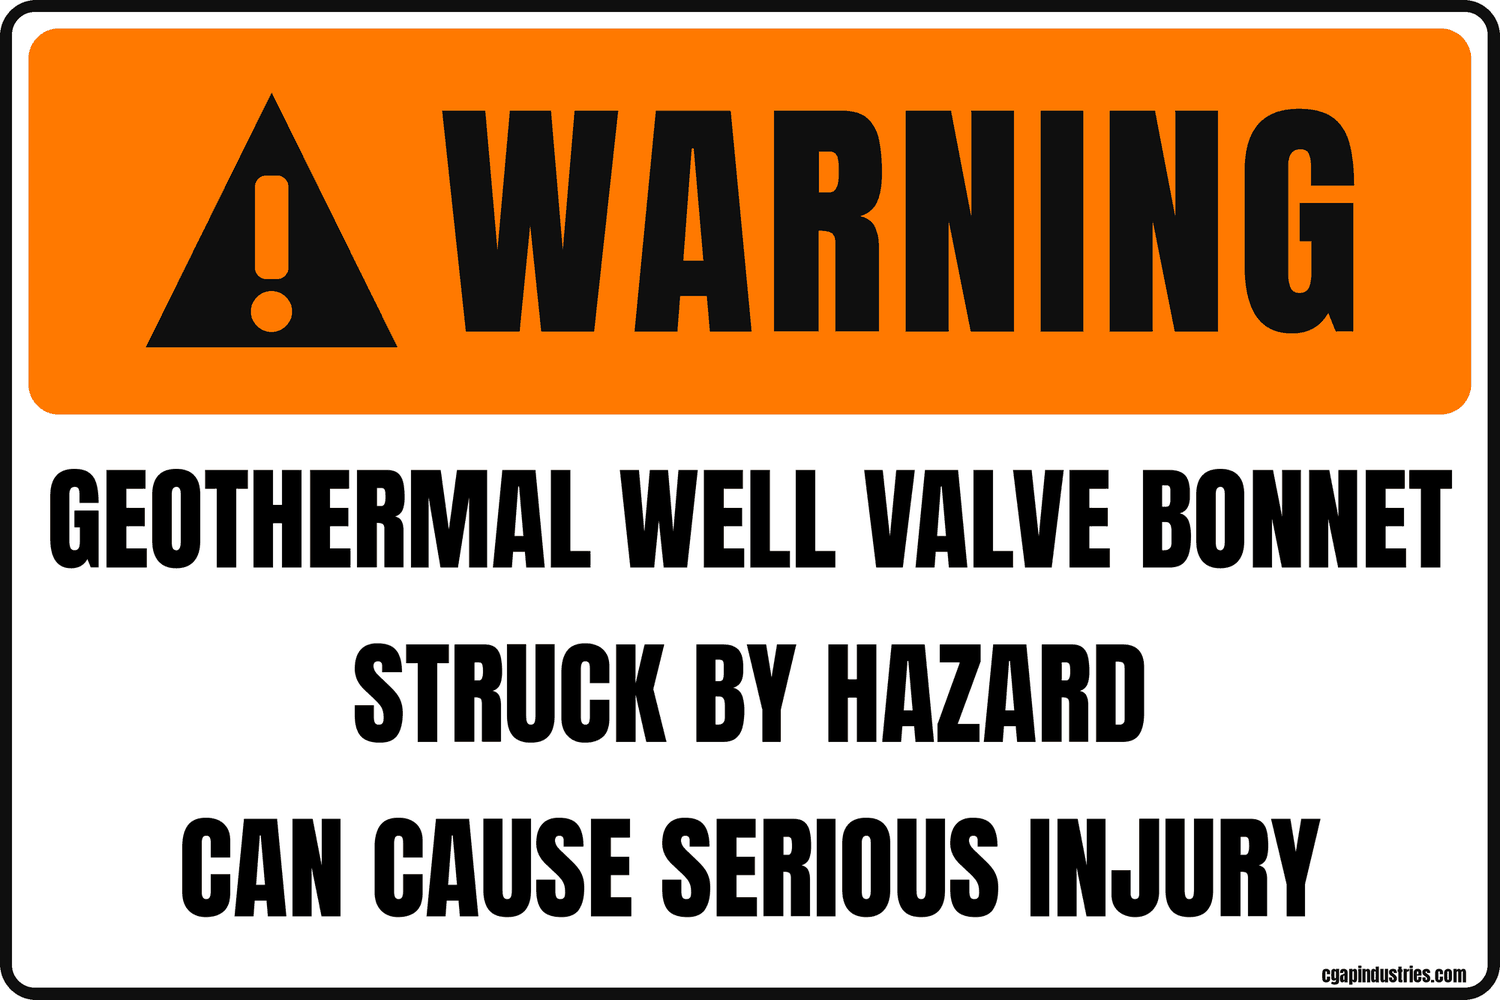 WARNING
GEOTHERMAL WELL VALVE BONNET
STRUCK BY HAZARD
CAN CAUSE SERIOUS INJURY
cgapindustries.com